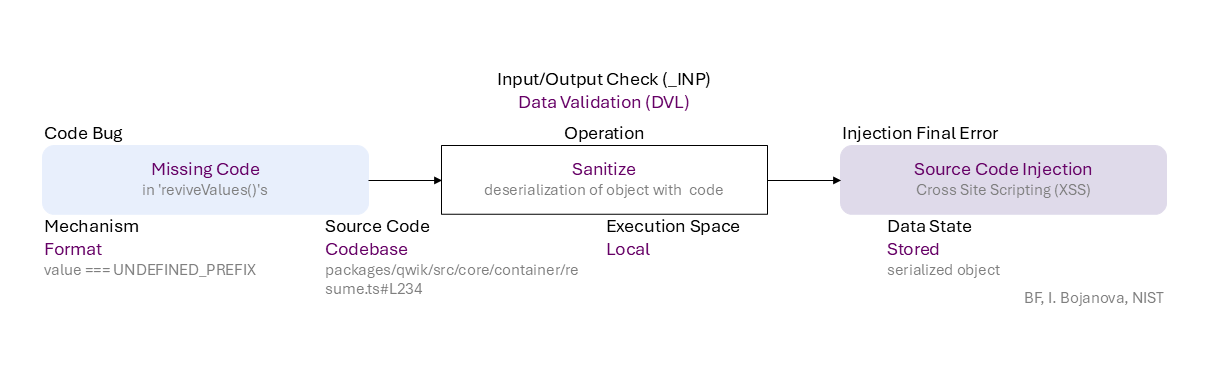 Input/Output Check (_INP)
Data Validation (DVL)
Code Bug
Operation
Injection Final Error
Missing Code
in 'reviveValues()'s
Sanitize
deserialization of object with  code
Source Code Injection
Cross Site Scripting (XSS)
Mechanism
Format
value === UNDEFINED_PREFIX
Source Code
Codebase
packages/qwik/src/core/container/re
sume.ts#L234
Execution Space
Local
Data State
Stored
serialized object
BF, I. Bojanova, NIST